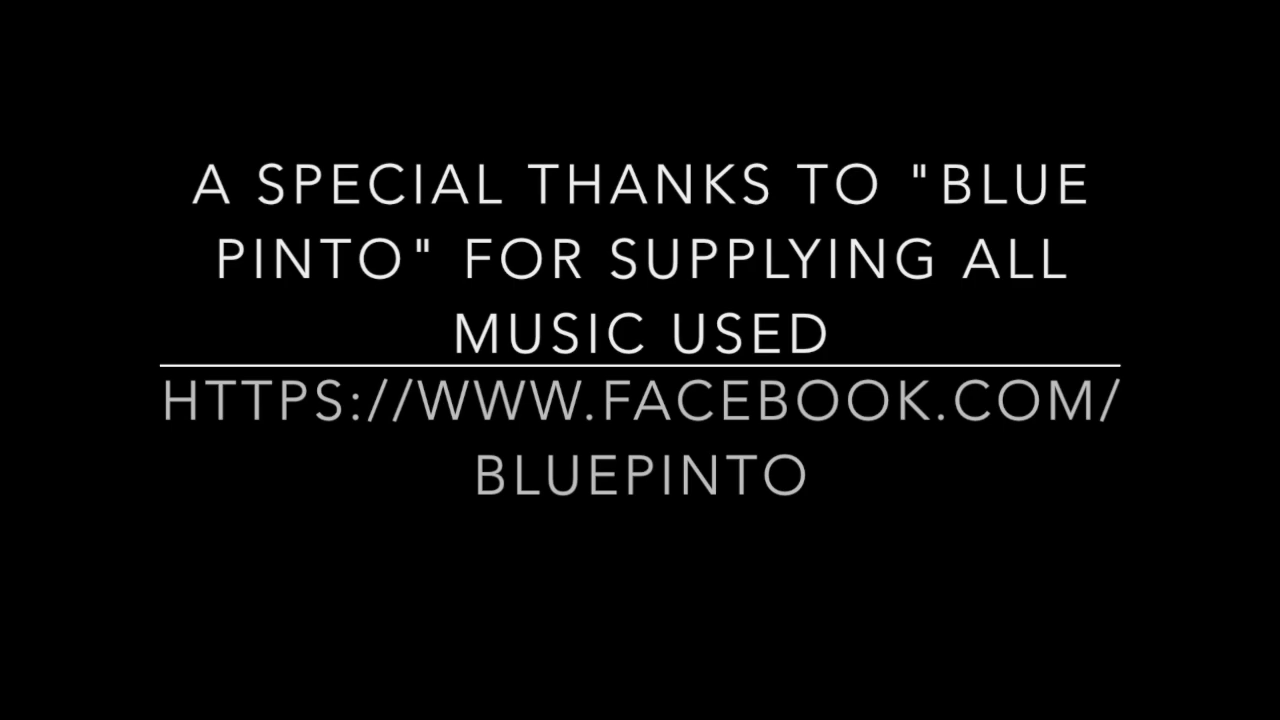 A SPECIAL THANKS TO "BLUE
PINTO" FOR SUPPLYING ALL
MUSIC USED
HTTPS://WWW.FACEBOOK.COM/
BLUEPINTO